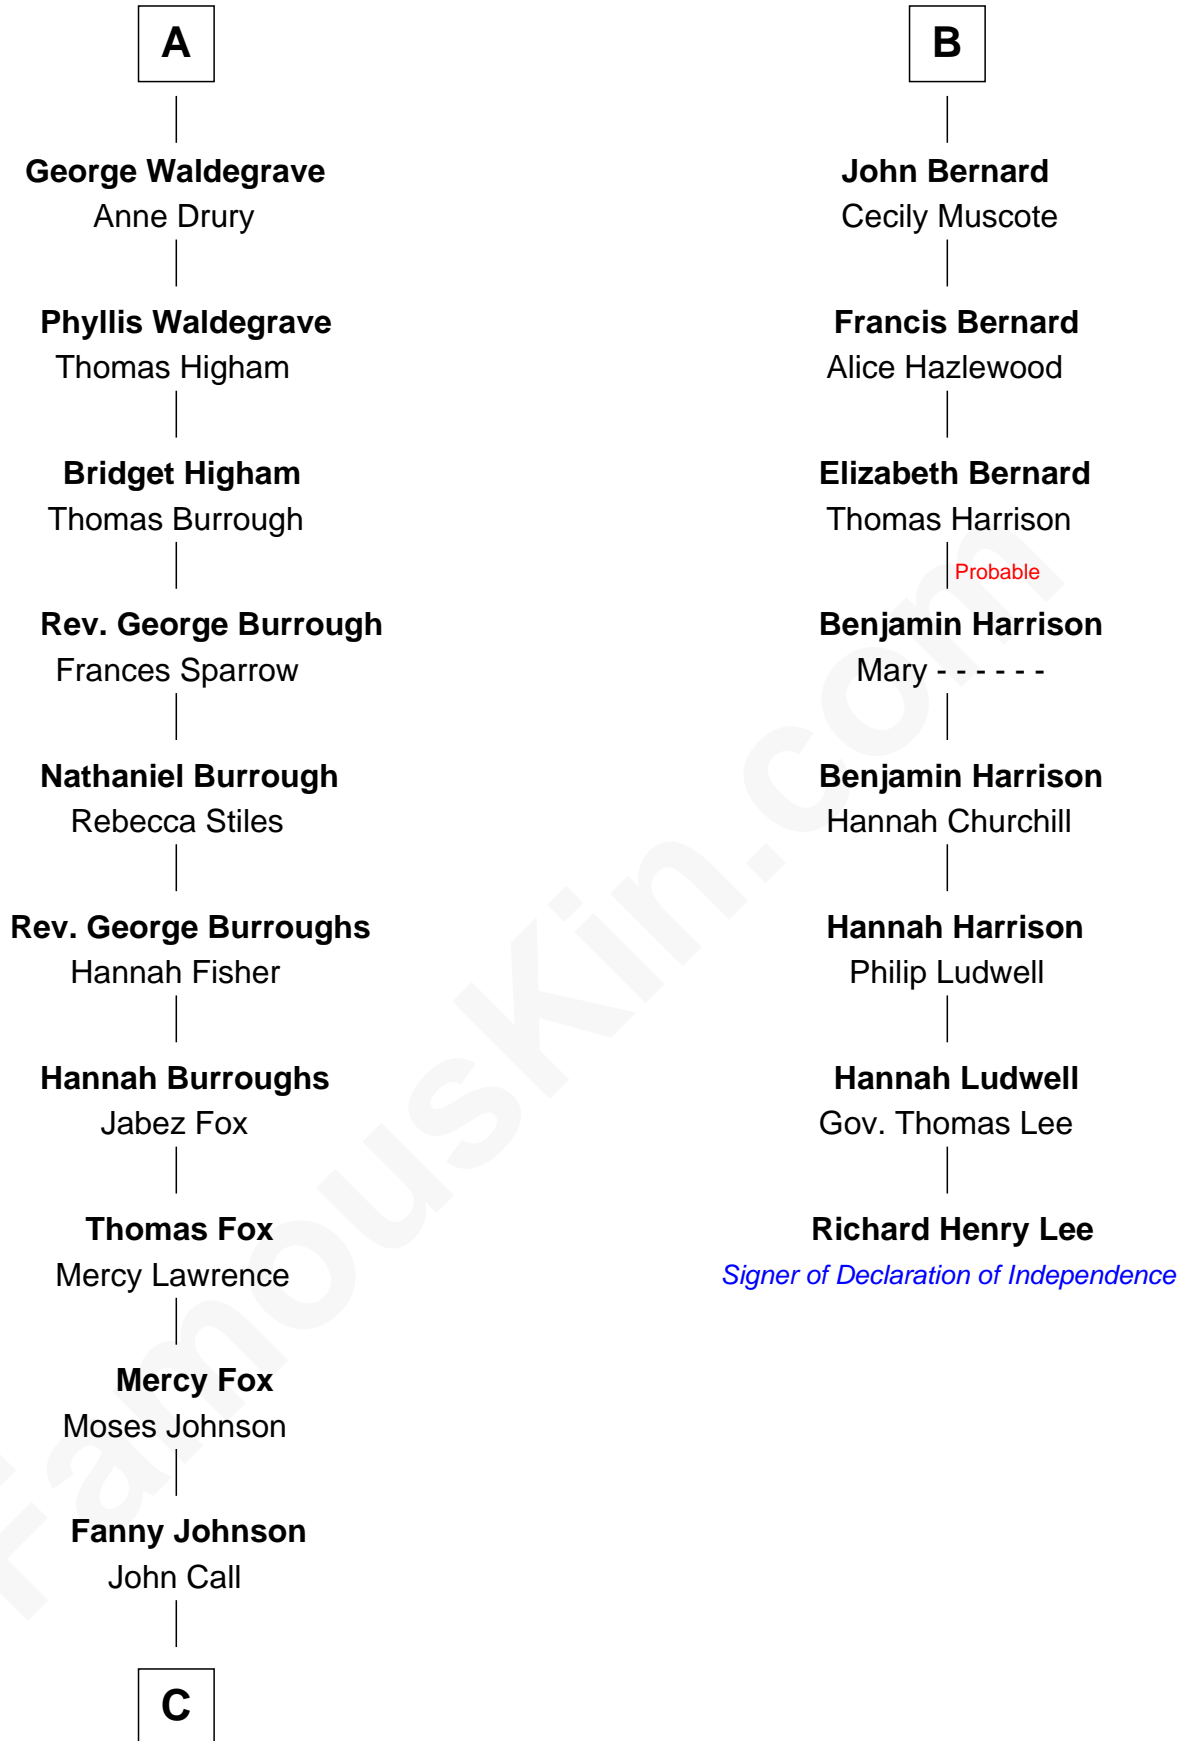 A
George Waldegrave
Anne Drury
Phyllis Waldegrave
Thomas Higham
Bridget Higham
Thomas Burrough
Rev. George Burrough
Frances Sparrow
Nathaniel Burrough
Rebecca Stiles
Rev. George Burroughs
Hannah Fisher
Hannah Burroughs
Jabez Fox
Thomas Fox
Mercy Lawrence
Mercy Fox
Moses Johnson
Fanny Johnson
John Call
C
B
John Bernard
Cecily Muscote
Francis Bernard
Alice Hazlewood
Elizabeth Bernard
Thomas Harrison
Probable
Benjamin Harrison
Mary - - - - - -
Benjamin Harrison
Hannah Churchill
Hannah Harrison
Philip Ludwell
Hannah Ludwell
Gov. Thomas Lee
Richard Henry Lee
Signer of Declaration of Independence
FamousKin.com